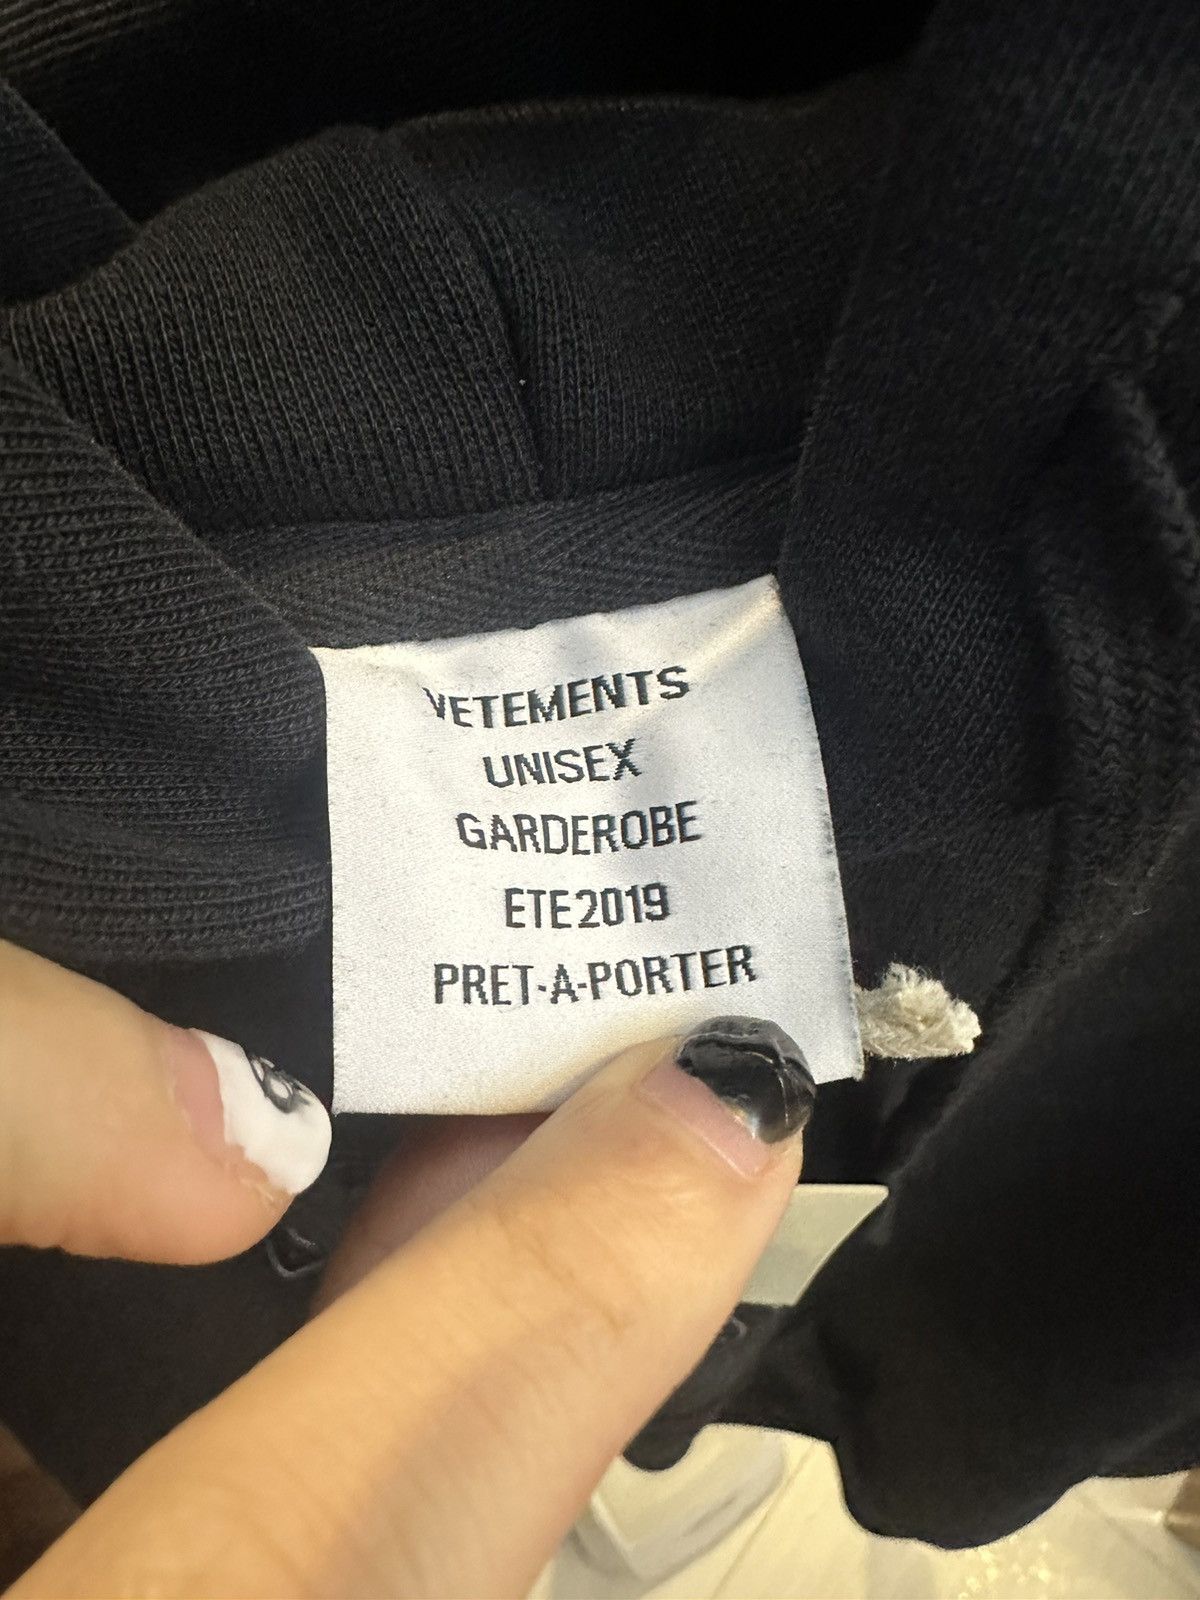 VETEMENTS
UNISEX
GARDEROBE
ETE2019
PRET-A-PORTER